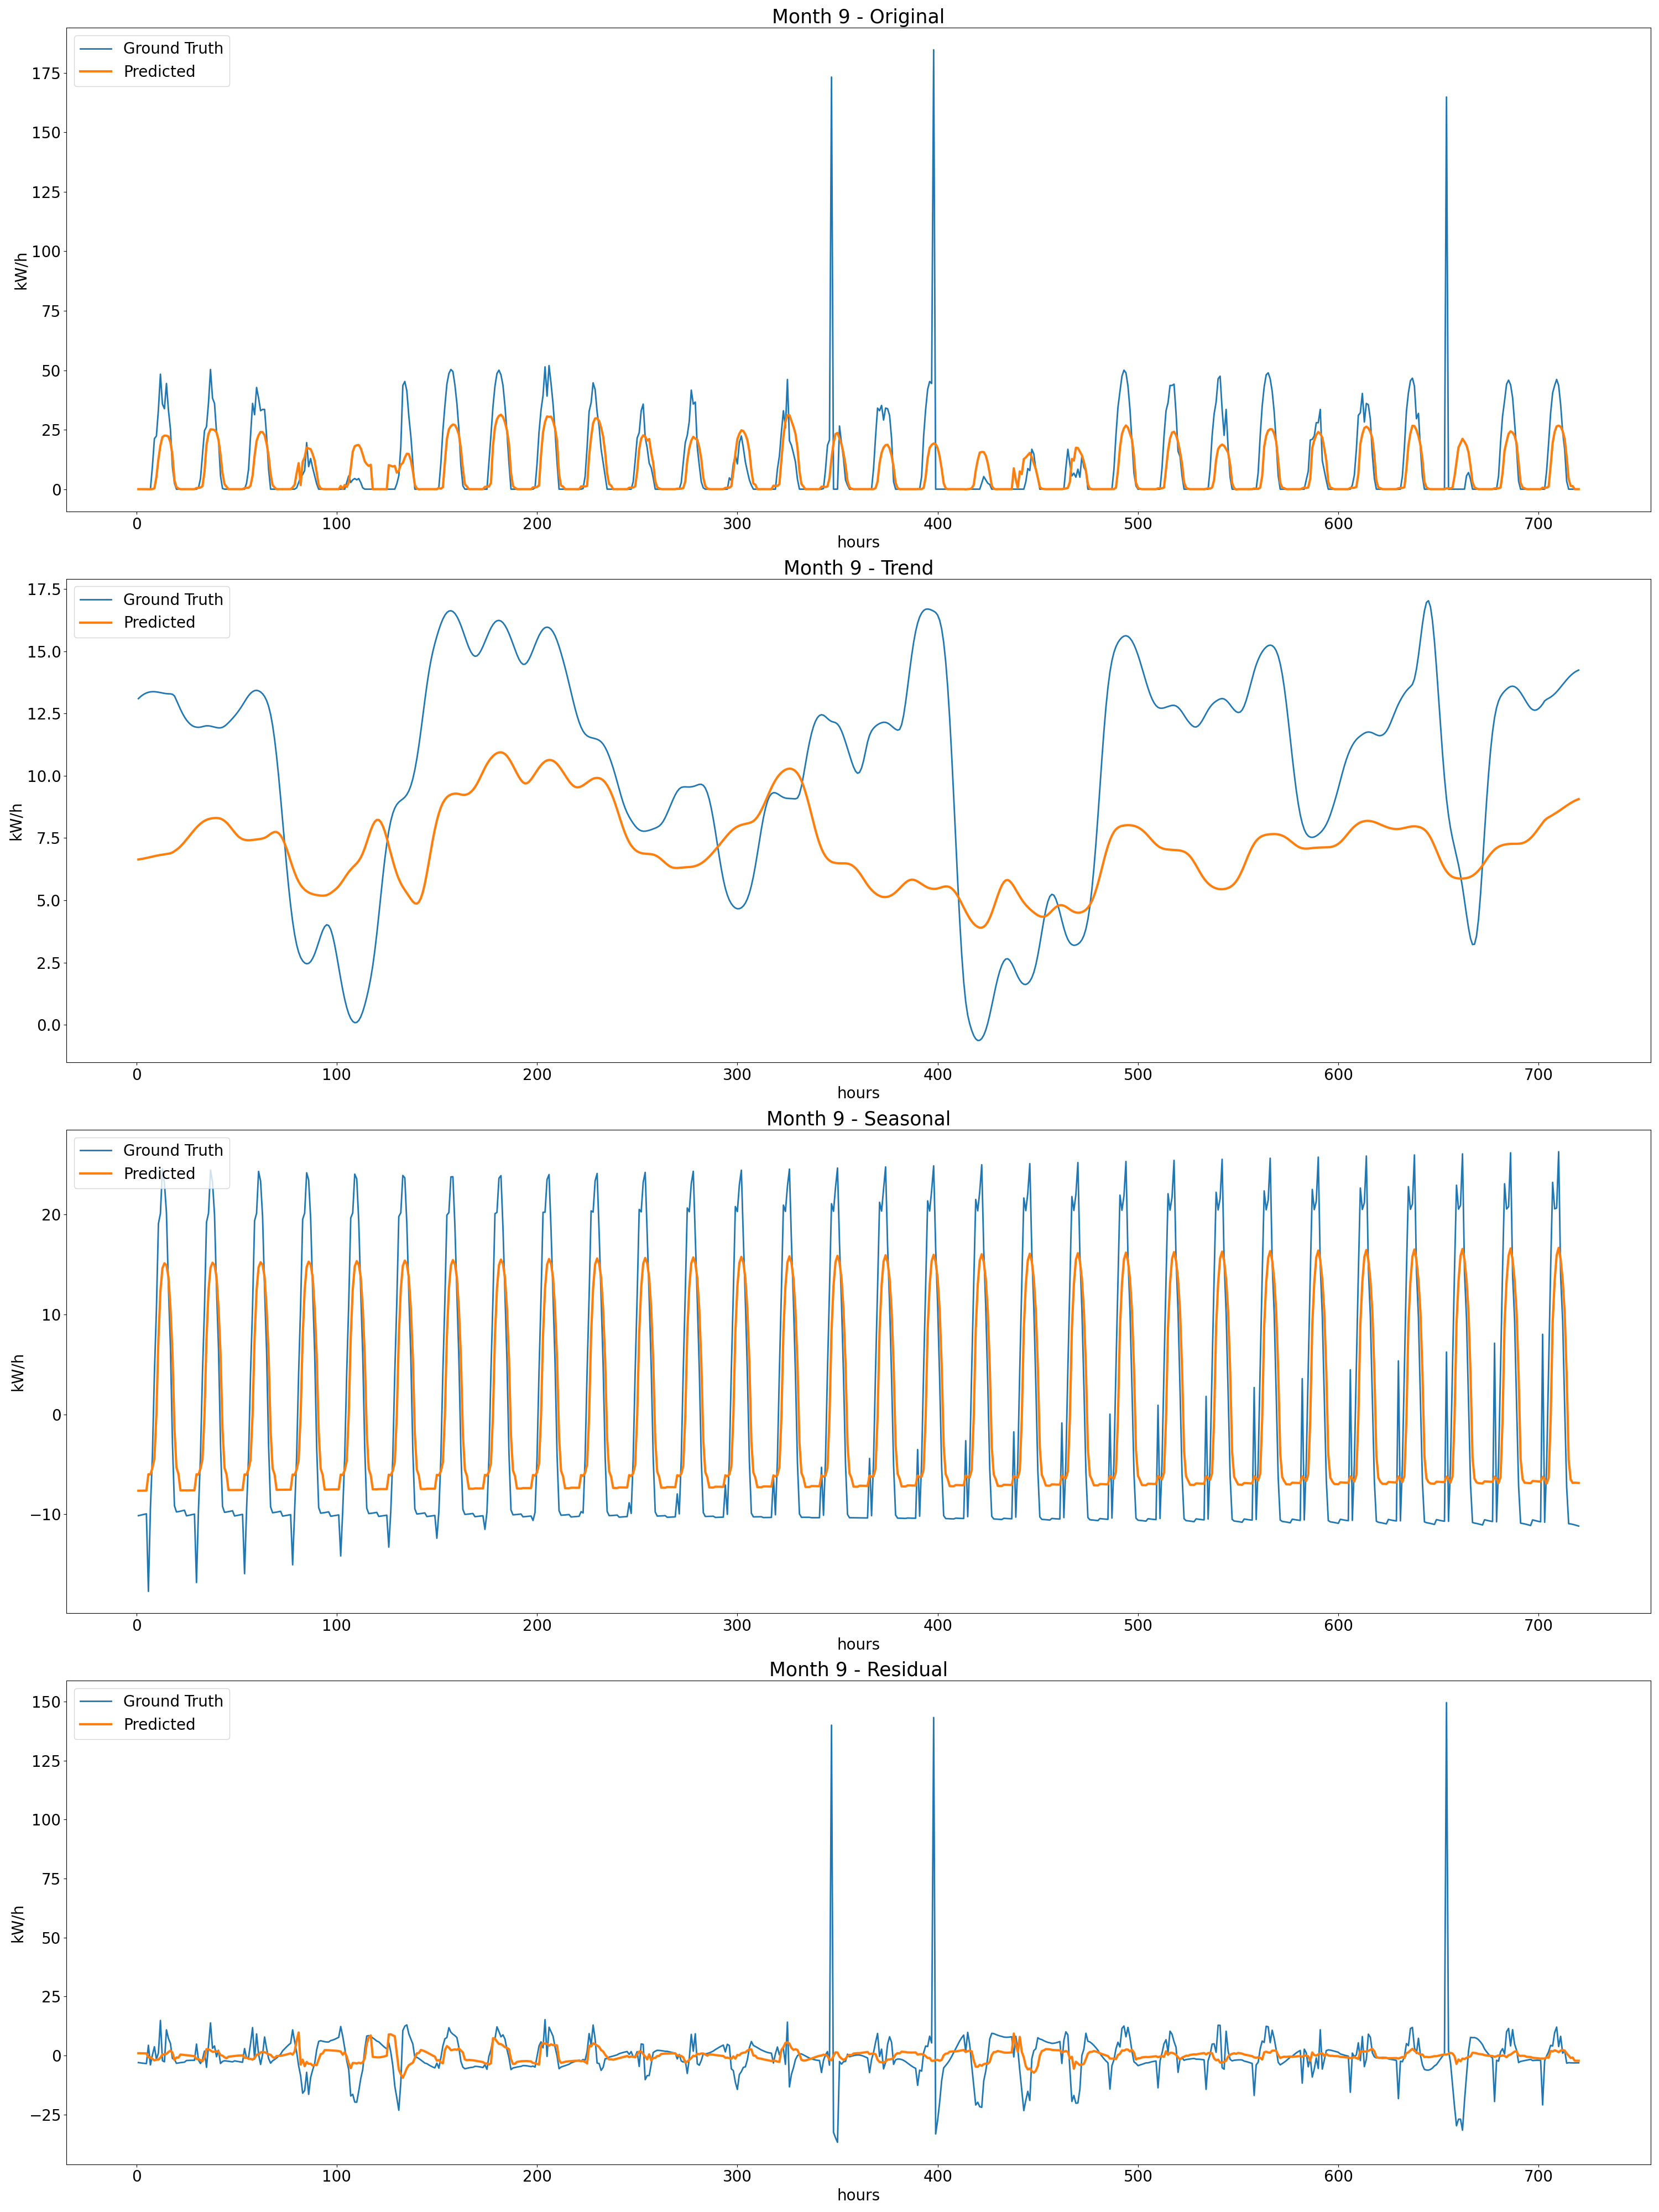 Month 9 - Original
Ground Truth
Predicted
175
150
125
100
75
50
25
0
kW/h
0 100 200 300 400 500 600 700
hours
Month 9 - Trend
Ground Truth
Predicted
17.5
15.0
12.5
10.0
7.5
5.0
2.5
0.0
kW/h
0 100 200 300 400 500 600 700
hours
Month 9 - Seasonal
Ground Truth
Predicted
20
10
0
−10
kW/h
0 100 200 300 400 500 600 700
hours
Month 9 - Residual
Ground Truth
Predicted
150
125
100
75
50
25
0
−25
kW/h
0 100 200 300 400 500 600 700
hours